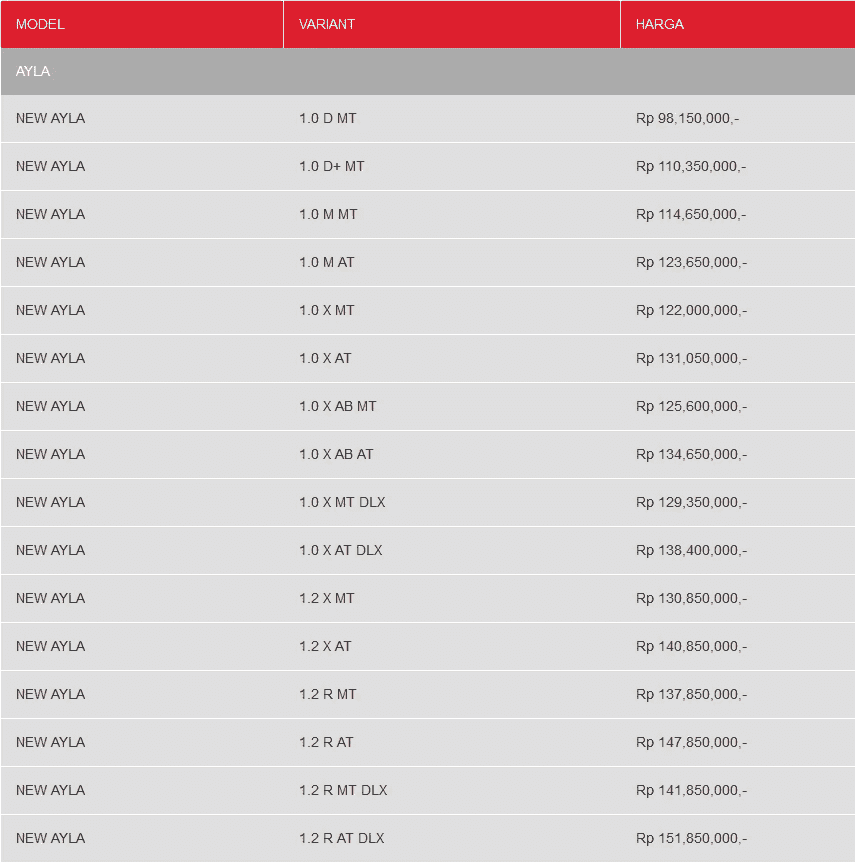 MODEL VARIANT HARGA
AYLA
NEW AYLA 1.0 D MT Rp 98,150,000,-
NEW AYLA 1.0 D+ MT Rp 110,350,000,-
NEW AYLA 1.0 M MT Rp 114,650,000,-
NEW AYLA 1.0 M AT Rp 123,650,000,-
NEW AYLA 1.0 X MT Rp 122,000,000,-
NEW AYLA 1.0 X AT Rp 131,050,000,-
NEW AYLA 1.0 X AB MT Rp 125,600,000,-
NEW AYLA 1.0 X AB AT Rp 134,650,000,-
NEW AYLA 1.0 X MT DLX Rp 129,350,000,-
NEW AYLA 1.0 X AT DLX Rp 138,400,000,-
NEW AYLA 1.2 X MT Rp 130,850,000,-
NEW AYLA 1.2 X AT Rp 140,850,000,-
NEW AYLA 1.2 R MT Rp 137,850,000,-
NEW AYLA 1.2 R AT Rp 147,850,000,-
NEW AYLA 1.2 R MT DLX Rp 141,850,000,-
NEW AYLA 1.2 R AT DLX Rp 151,850,000,-